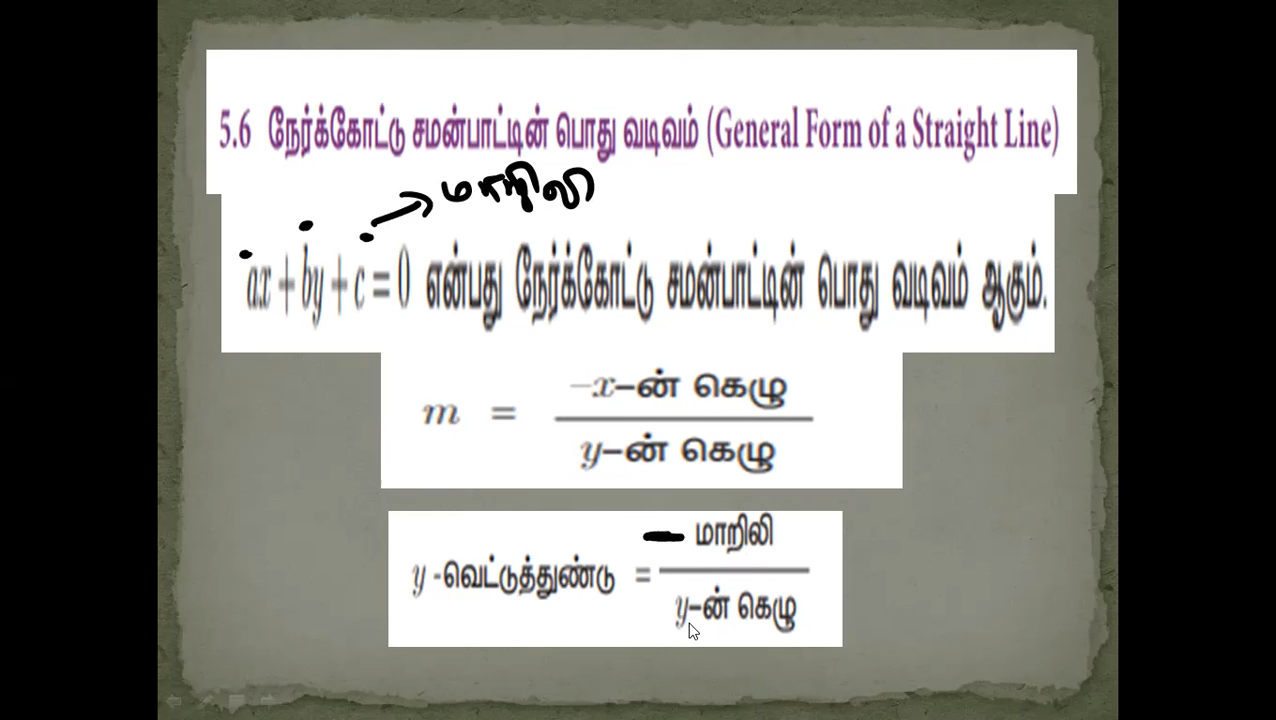 5.6 நேர்க்கோட்டு சமன்பாட்டின் பொது வடிவம் (General Form of a Straight Line)
மாறிலி
ax + by + c = 0 என்பது நேர்க்கோட்டு சமன்பாட்டின் பொது வடிவம் ஆகும்.
−x−ன் கெழு
m =
y−ன் கெழு
− மாறிலி
y -வெட்டுத்துண்டு =
y−ன் கெழு